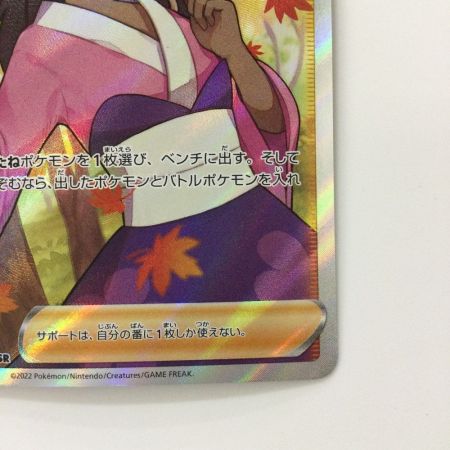 たねポケモンを1枚選び、ベンチに出す。そして
ぞむなら、出したポケモンとバトルポケモンを入れ
サポートは、自分の番に1枚しか使えない。
SR
©2022 Pokémon/Nintendo/Creatures/GAME FREAK.